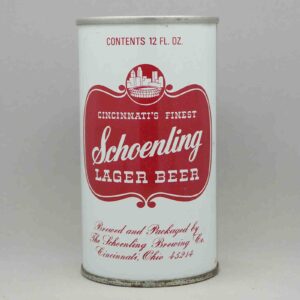 CONTENTS 12 FL. OZ.
CINCINNATI'S FINEST
Schoenling
LAGER BEER
Brewed and Packaged by
The Schoenling Brewing Co.
Cincinnati, Ohio 45214